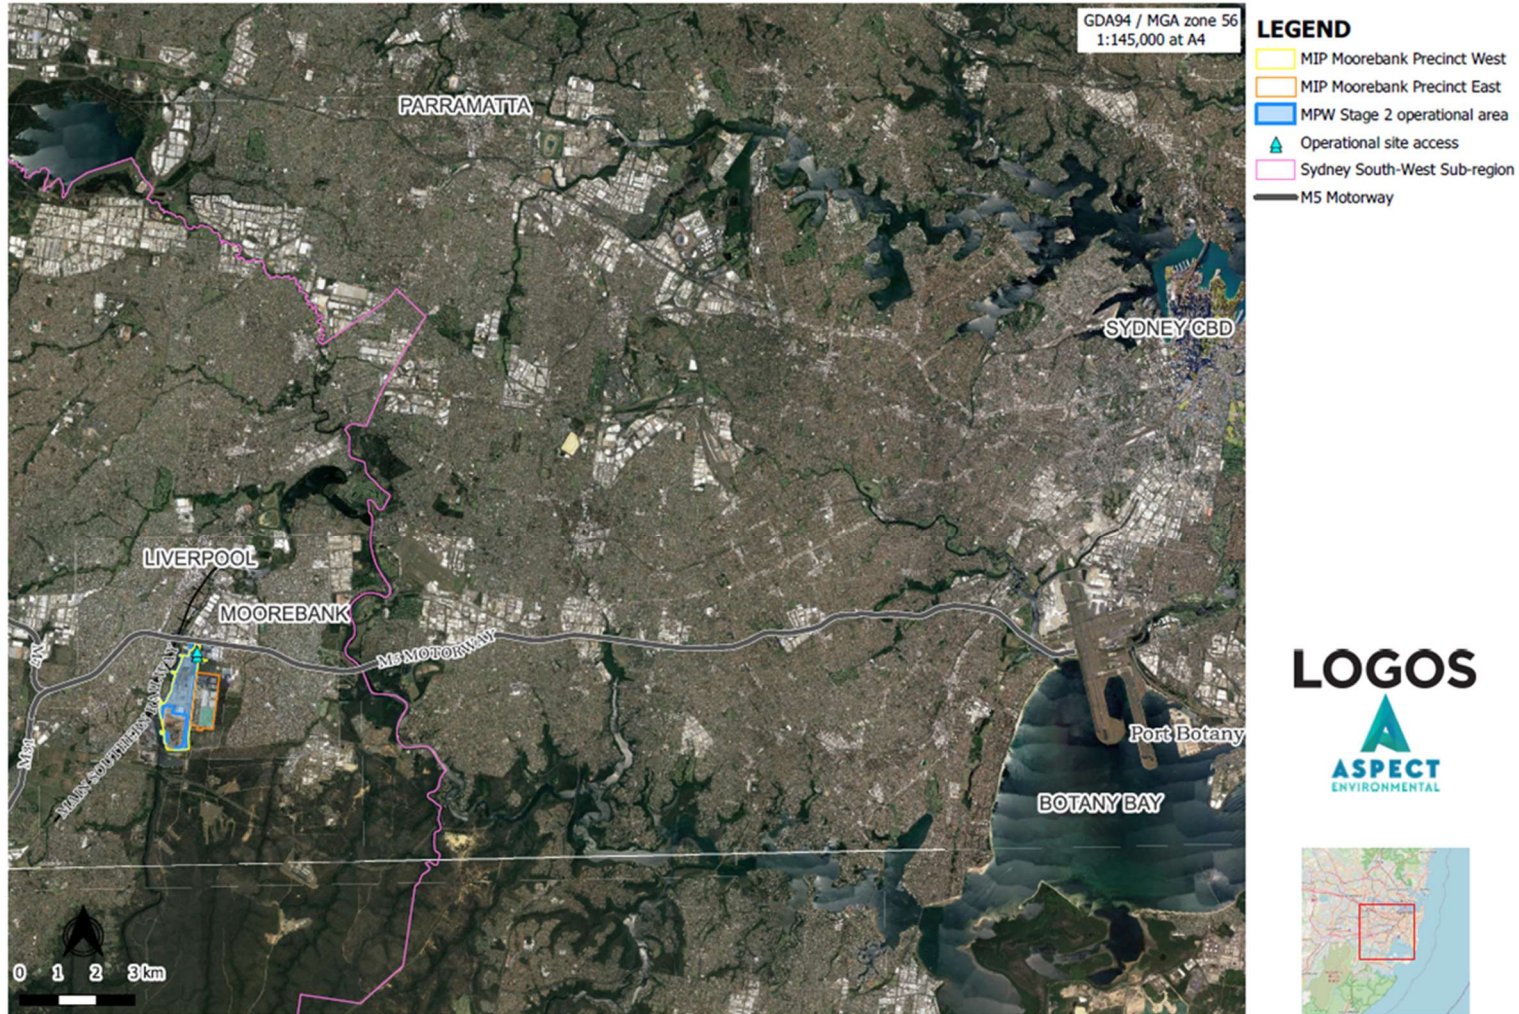 GDA94 / MGA zone 56
1:145,000 at A4
LEGEND
MIP Moorebank Precinct West
MIP Moorebank Precinct East
MPW Stage 2 operational area
Operational site access
Sydney South-West Sub-region
M5 Motorway
PARRAMATTA
SYDNEY CBD
LIVERPOOL
MOOREBANK
M7
M5 MOTORWAY
MAIN SOUTHERN RAILWAY
M31
Port Botany
BOTANY BAY
0 1 2 3 km
LOGOS
ASPECT
ENVIRONMENTAL